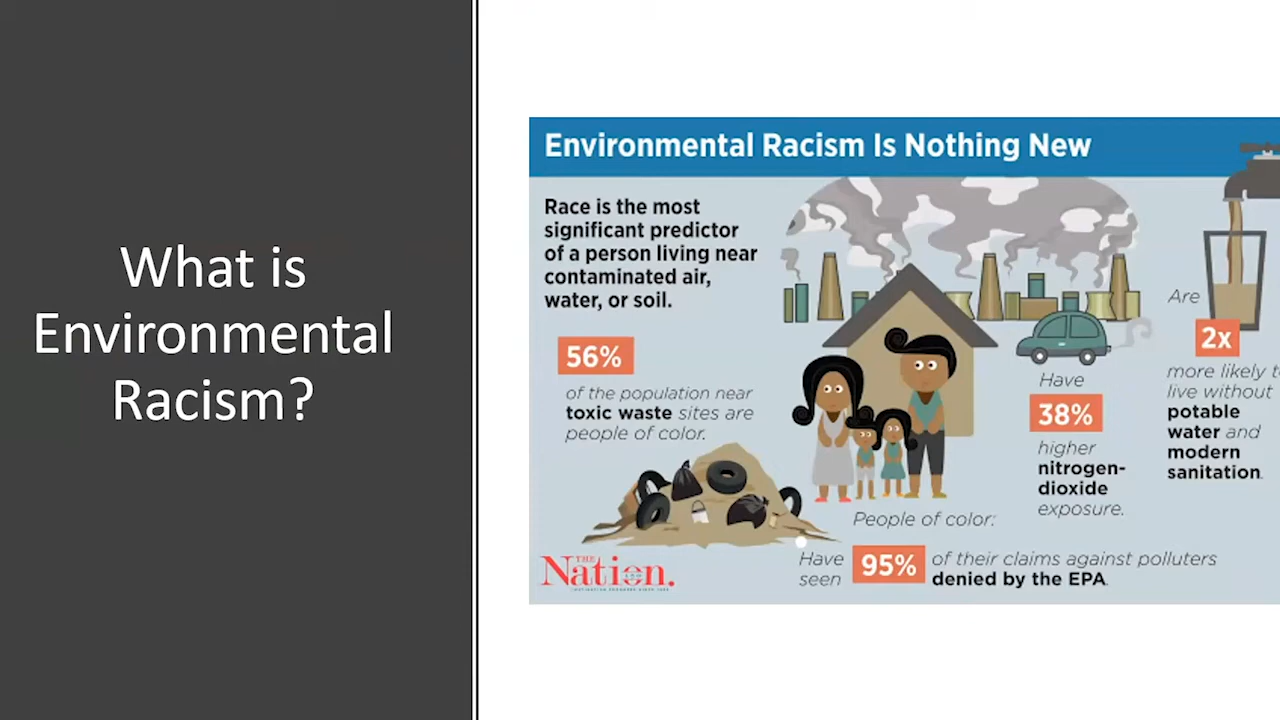 What is
Environmental
Racism?
Environmental Racism Is Nothing New
Race is the most
significant predictor
of a person living near
contaminated air,
water, or soil.
56%
of the population near
toxic waste sites are
people of color.
Have
38%
higher
nitrogen-
dioxide
exposure.
Are
2x
more likely t
live without
potable
water and
modern
sanitation.
People of color:
Have
seen
95%
of their claims against polluters
denied by the EPA.
THE
Nation.